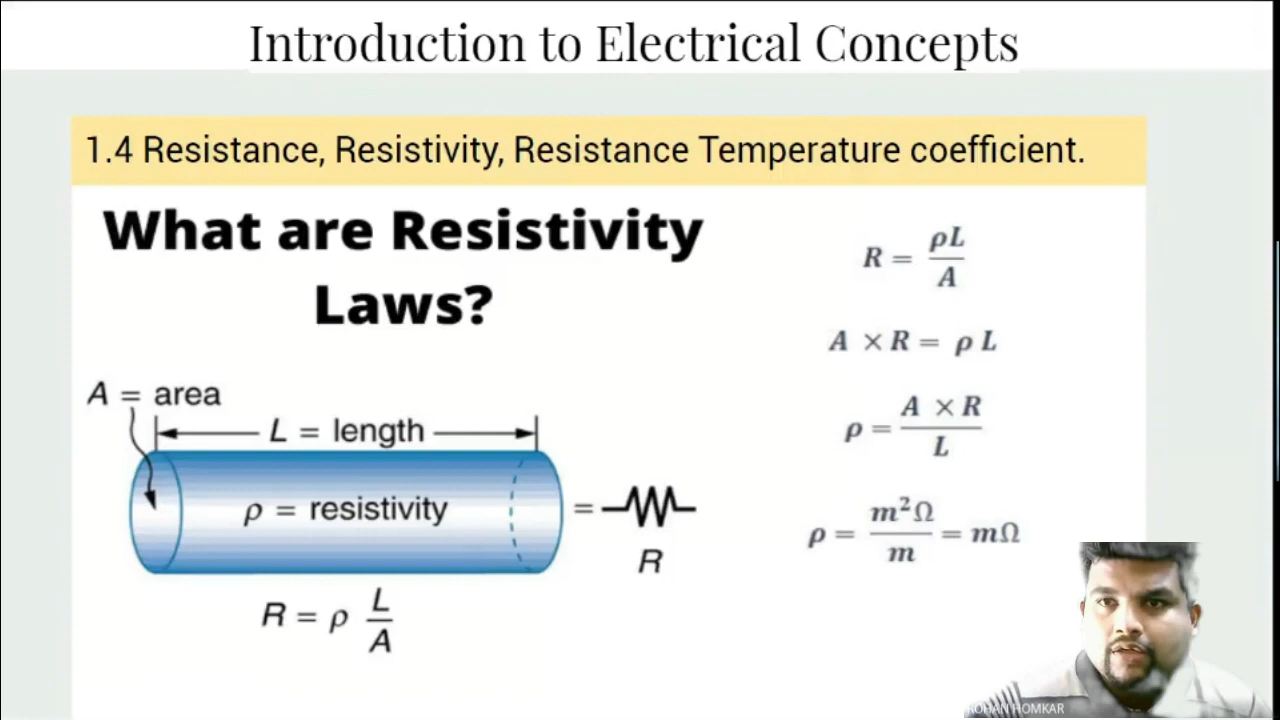 Introduction to Electrical Concepts
1.4 Resistance, Resistivity, Resistance Temperature coefficient.
What are Resistivity
Laws?
A = area
L = length
ρ = resistivity
=
R
R = ρ L/A
R = ρL/A
A × R = ρ L
ρ = A × R/L
ρ = m²Ω/m = mΩ
ROHAN HOMKAR